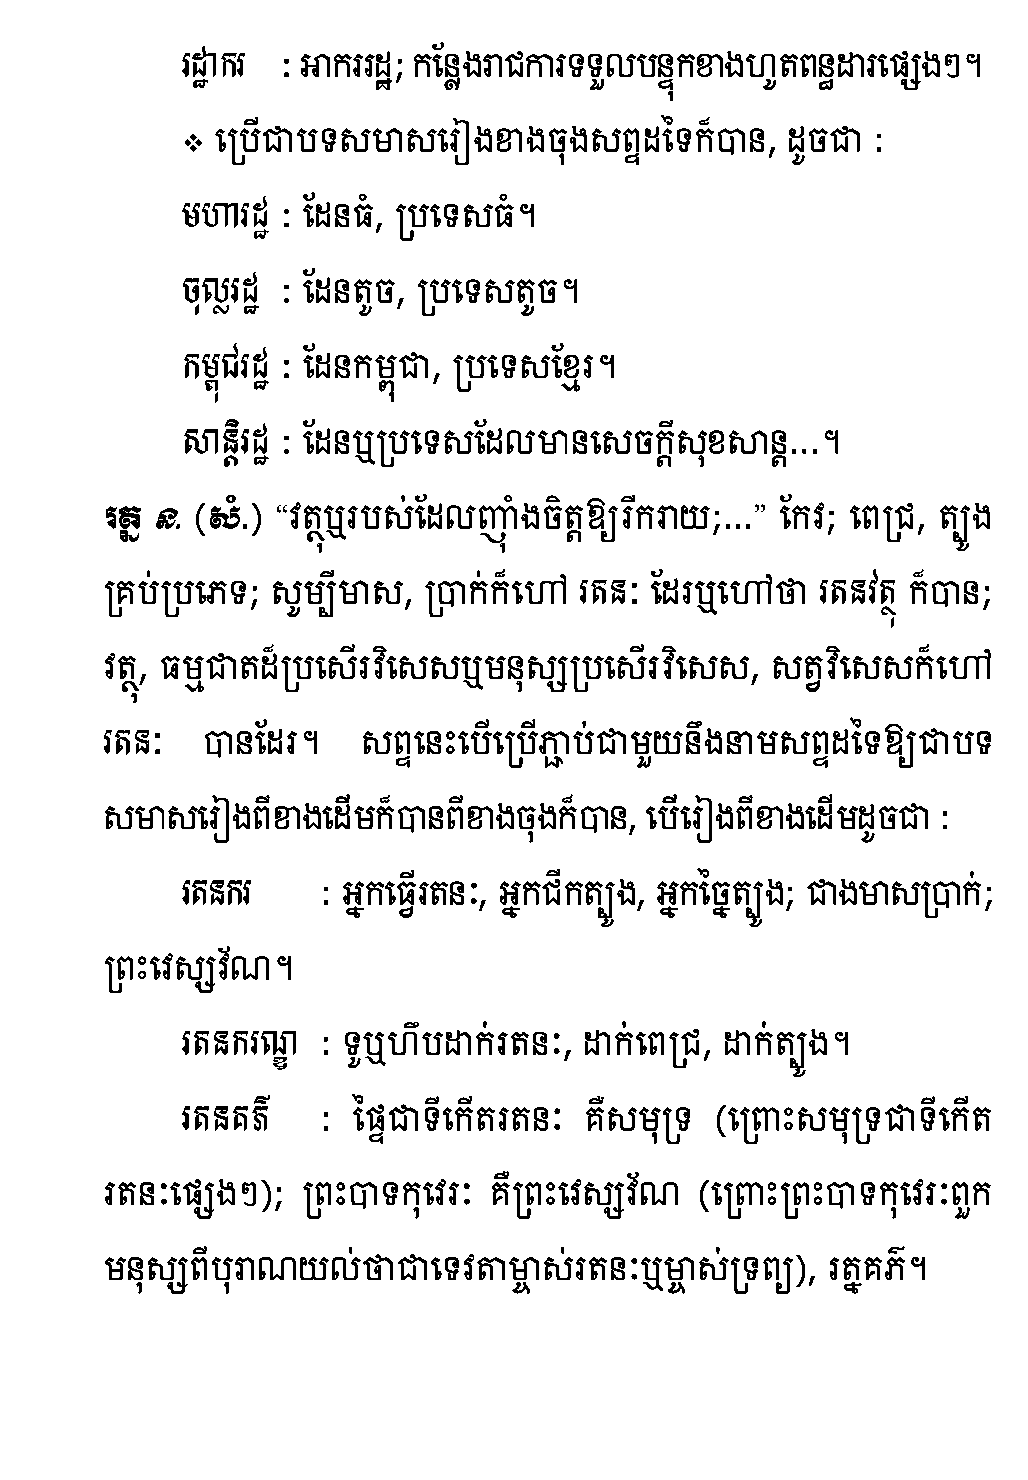 រដ្ឋាករ : អាករររដ្ឋ; កន្លែងរាជការទទួលបន្ទុកខាងហូតពន្ធដារផ្សេងៗ។
❖ ប្រើជាបទសមាសរៀងខាងចុងសព្ទដទៃក៏បាន, ដូចជា :
មហារដ្ឋ : ដែនធំ, ប្រទេសធំ។
ចុល្លរដ្ឋ : ដែនតូច, ប្រទេសតូច។
កម្ពុជរដ្ឋ : ដែនកម្ពុជា, ប្រទេសខ្មែរ។
សាន្តិរដ្ឋ : ដែនឬប្រទេសដែលមានសេចក្ដីសុខសាន្ត...។
រត្ន ន. (សំ.) “វត្ថុឬរបស់ដែលញ៉ាំងចិត្តឱ្យរីករាយ;...” កែវ; ពេជ្រ, ត្បូង
គ្រប់ប្រភេទ; សូម្បីមាស, ប្រាក់ក៏ហៅ រតនៈ ដែរឬហៅថា រតនវត្ថុ ក៏បាន;
វត្ថុ, ធម្មជាតដ៏ប្រសើរវិសេសឬមនុស្សប្រសើរវិសេស, សត្វវិសេសក៏ហៅ
រតនៈ បានដែរ។ សព្ទនេះបើប្រើភ្ជាប់ជាមួយនឹងនាមសព្ទដទៃឱ្យជាបទ
សមាសរៀងពីខាងដើមក៏បានពីខាងចុងក៏បាន, បើរៀងពីខាងដើមដូចជា :
រតនករ : អ្នកធ្វើរតនៈ, អ្នកជីកត្បូង, អ្នកច្នៃត្បូង; ជាងមាសប្រាក់;
ព្រះវេស្សវ័ណ។
រតនករណ្ឌ : ទូឬហឹបដាក់រតនៈ, ដាក់ពេជ្រ, ដាក់ត្បូង។
រតនគភ៌ : ផ្ទៃជាទីកើតរតនៈ គឺសមុទ្រ (ព្រោះសមុទ្រជាទីកើត
រតនៈផ្សេងៗ); ព្រះបាទកុវេរៈ គឺព្រះវេស្សវ័ណ (ព្រោះព្រះបាទកុវេរៈពួក
មនុស្សពីបុរាណយល់ថាជាទេវតាម្ចាស់រតនៈឬម្ចាស់ទ្រព្យ), រត្នគភ៌។